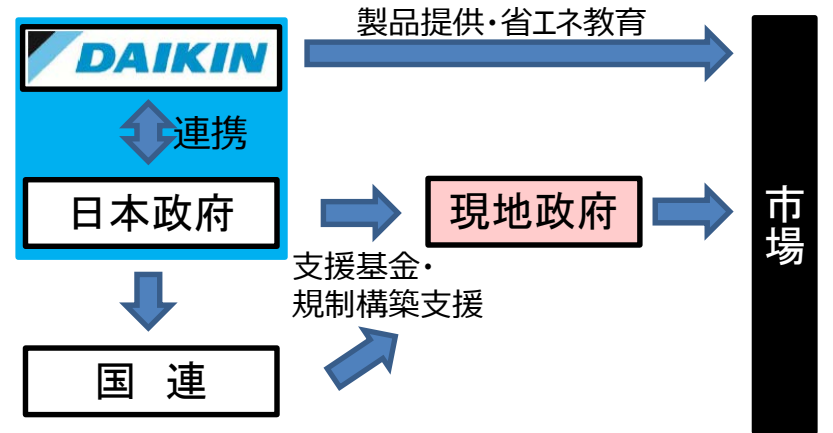 製品提供・省エネ教育
DAIKIN
連携
日本政府
現地政府
市場
支援基金・
規制構築支援
国連